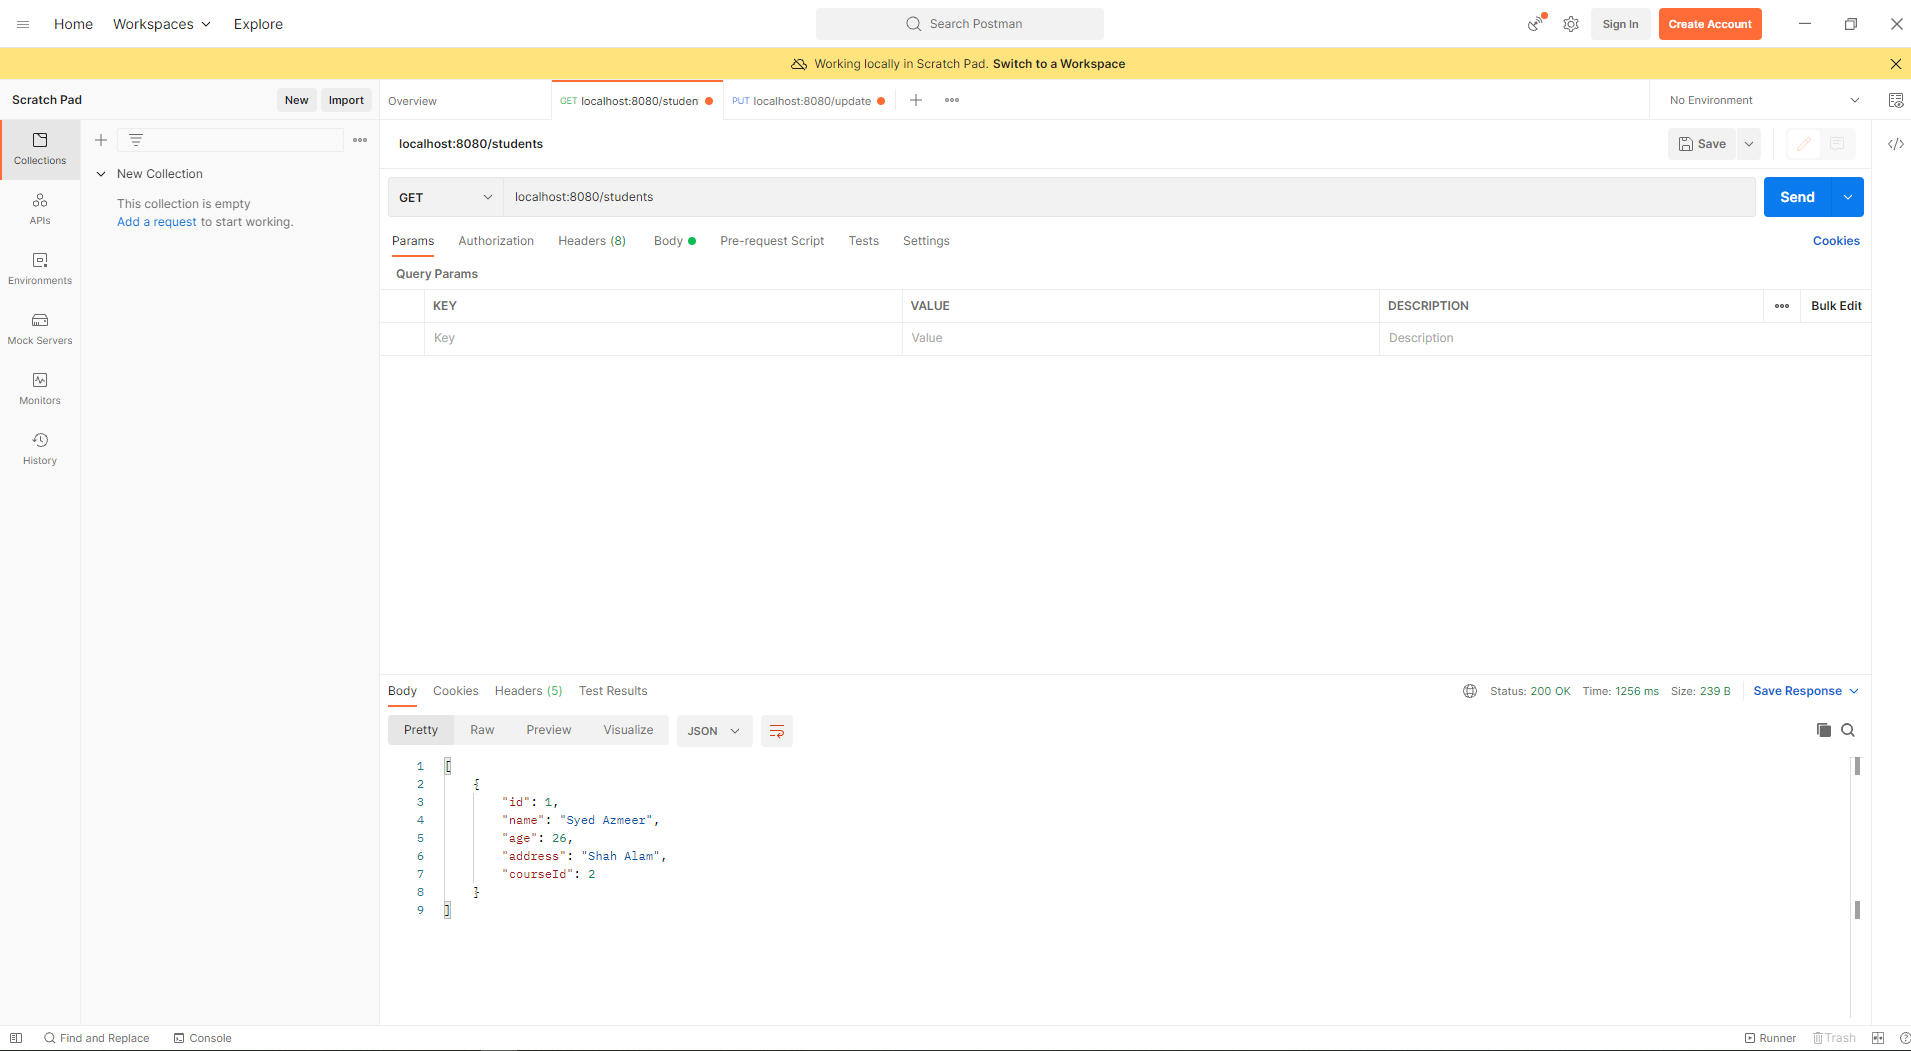 Home Workspaces Explore Search Postman Sign In Create Account
Working locally in Scratch Pad. Switch to a Workspace
Scratch Pad New Import Overview GET localhost:8080/studen PUT localhost:8080/update No Environment
Collections
APIs
Environments
Mock Servers
Monitors
History
New Collection
This collection is empty
Add a request to start working.
localhost:8080/students Save
GET localhost:8080/students Send
Params Authorization Headers (8) Body Pre-request Script Tests Settings Cookies
Query Params
KEY VALUE DESCRIPTION Bulk Edit
Key Value Description
Body Cookies Headers (5) Test Results Status: 200 OK Time: 1256 ms Size: 239 B Save Response
Pretty Raw Preview Visualize JSON
1 [
2 {
3 "id": 1,
4 "name": "Syed Azmeer",
5 "age": 26,
6 "address": "Shah Alam",
7 "courseId": 2
8 }
9 ]
Find and Replace Console Runner Trash